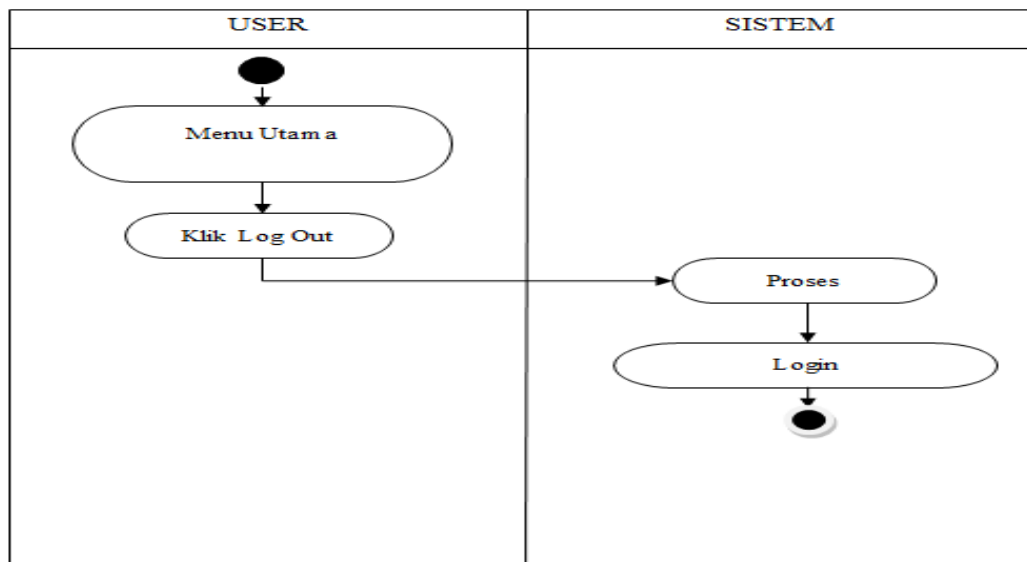 USER
SISTEM
Menu Utama
Klik Log Out
Proses
Login